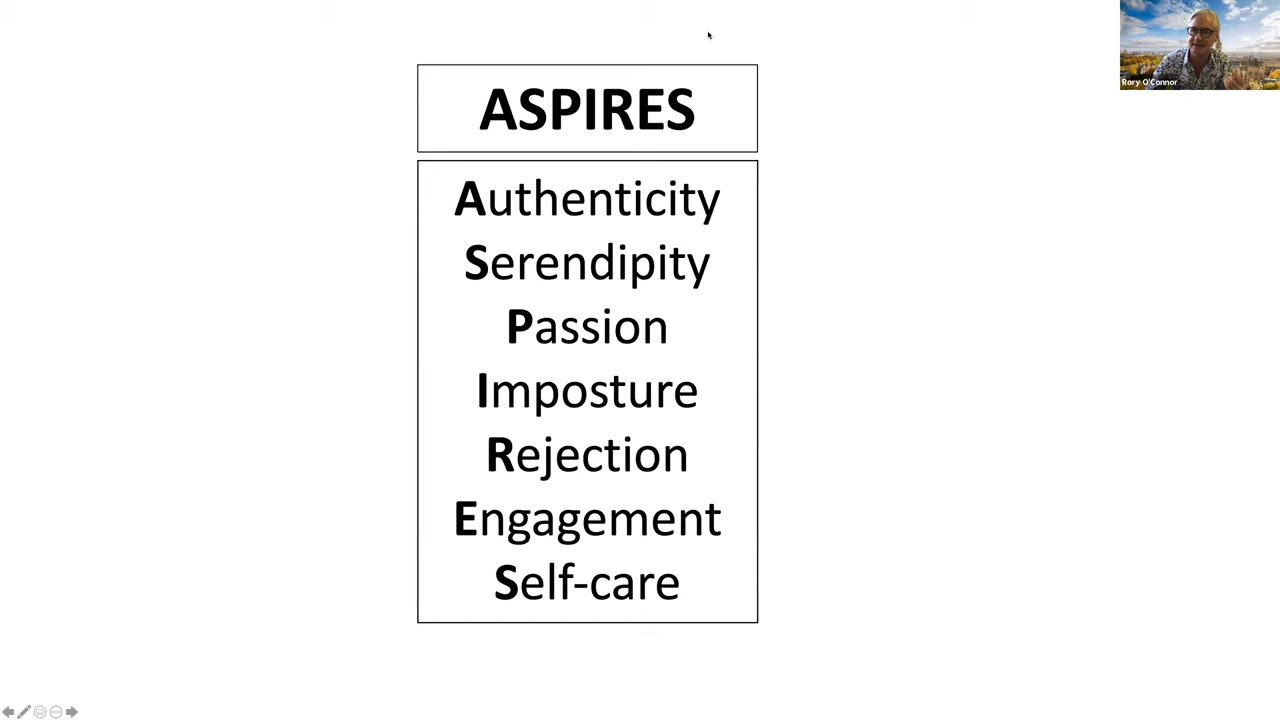 ASPIRES
Authenticity
Serendipity
Passion
Imposture
Rejection
Engagement
Self-care
Rory O'Connor